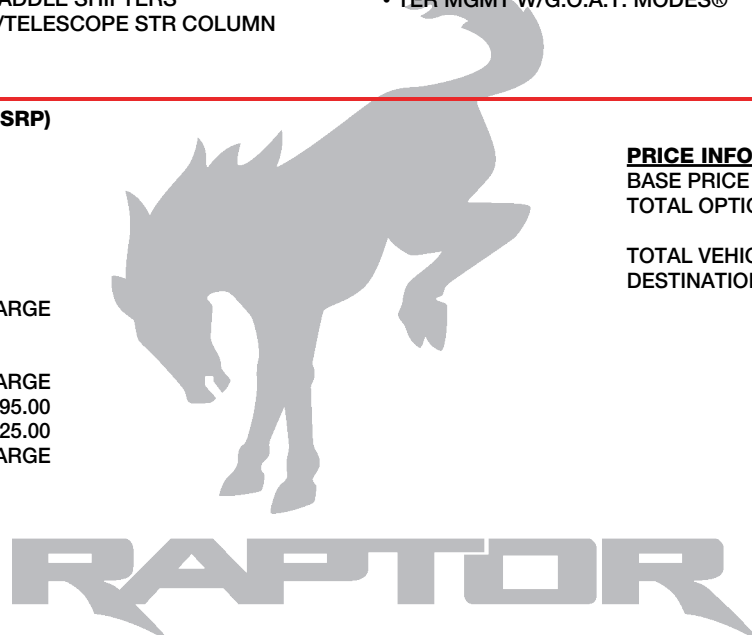 ADDLE SHIFTERS
/TELESCOPE STR COLUMN
• TER MGMT W/G.O.A.T. MODES®
SRP)
ARGE
ARGE
95.00
25.00
ARGE
PRICE INFO
BASE PRICE
TOTAL OPTIO
TOTAL VEHIC
DESTINATION
RAPTOR